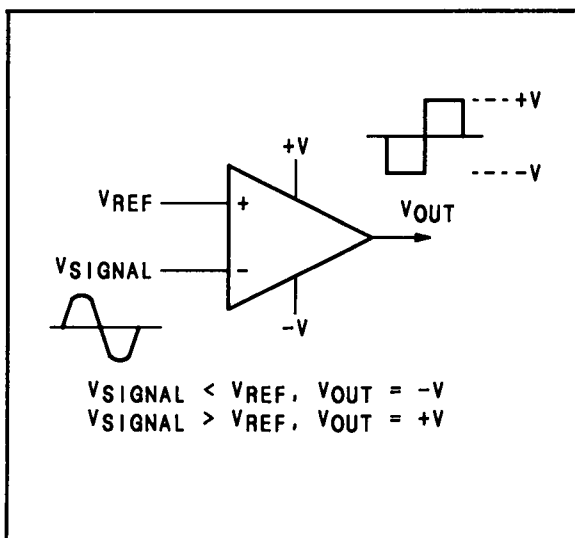 ----+V
+V
----V
VREF
+
VOUT
VSIGNAL
-
-V
VSIGNAL < VREF, VOUT = -V
VSIGNAL > VREF, VOUT = +V